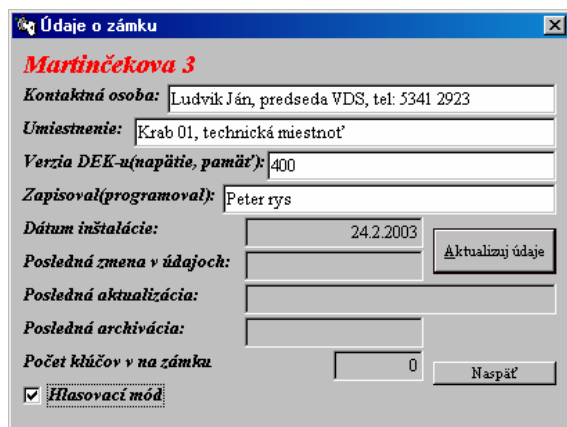 Údaje o zámku
Martinčekova 3
Kontaktná osoba: Ludvik Ján, predseda VDS, tel: 5341 2923
Umiestnenie: Krab 01, technická miestnoť
Verzia DEK-u(napätie, pamäť): 400
Zapisoval(programoval): Peter rys
Dátum inštalácie: 24.2.2003
Aktualizuj údaje
Posledná zmena v údajoch:
Posledná aktualizácia:
Posledná archivácia:
Počet kľúčov v na zámku 0
Naspäť
Hlasovací mód